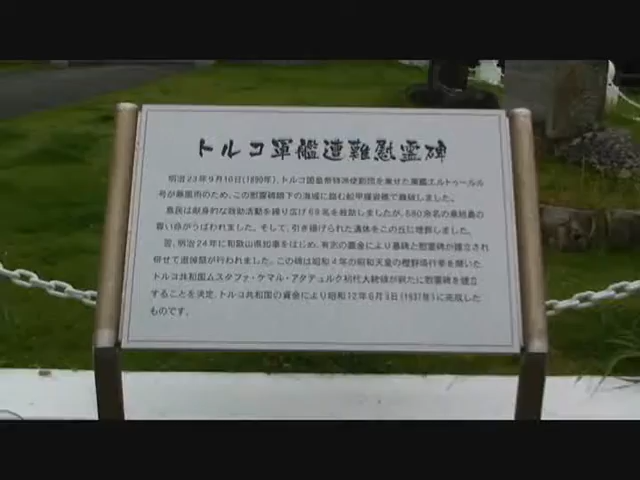 トルコ軍艦遭難慰霊碑
明治23年9月16日(1890年)、トルコ国皇帝特派使節団を乗せた軍艦エルトゥールル
号が暴風雨のため、この慰霊碑眼下の海域に臨む船甲羅岩礁で難破しました。
島民は献身的な救助活動を繰り広げ69名を救助しましたが、580余名の乗組員の
尊い命がうばわれました。そして、引き揚げられた遺体をこの丘に埋葬しました。
翌、明治24年に和歌山県知事をはじめ、有志の義金により墓碑と慰霊碑が建立され
併せて追悼祭が行われました。この碑は昭和4年の昭和天皇の樫野埼行幸を聞いた
トルコ共和国ムスタファ・ケマル・アタテュルク初代大統領が新たに慰霊碑を建立
することを決定、トルコ共和国の資金により昭和12年6月3日(1937年)に完成した
ものです。